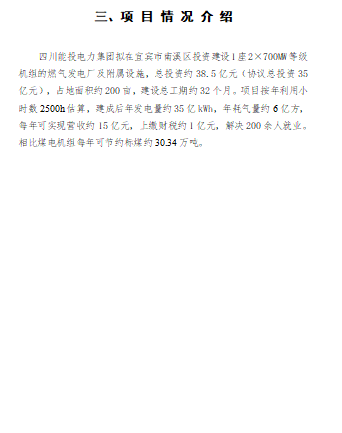 三、项目情况介绍
四川能投电力集团拟在宜宾市南溪区投资建设1座2×700MW等级
机组的燃气发电厂及附属设施，总投资约38.5亿元（协议总投资35
亿元），占地面积约200亩，建设总工期约32个月。项目按年利用小
时数2500h估算，建成后年发电量约35亿kWh，年耗气量约6亿方，
每年可实现营收约15亿元，上缴财税约1亿元，解决200余人就业。
相比煤电机组每年可节约标煤约30.34万吨。